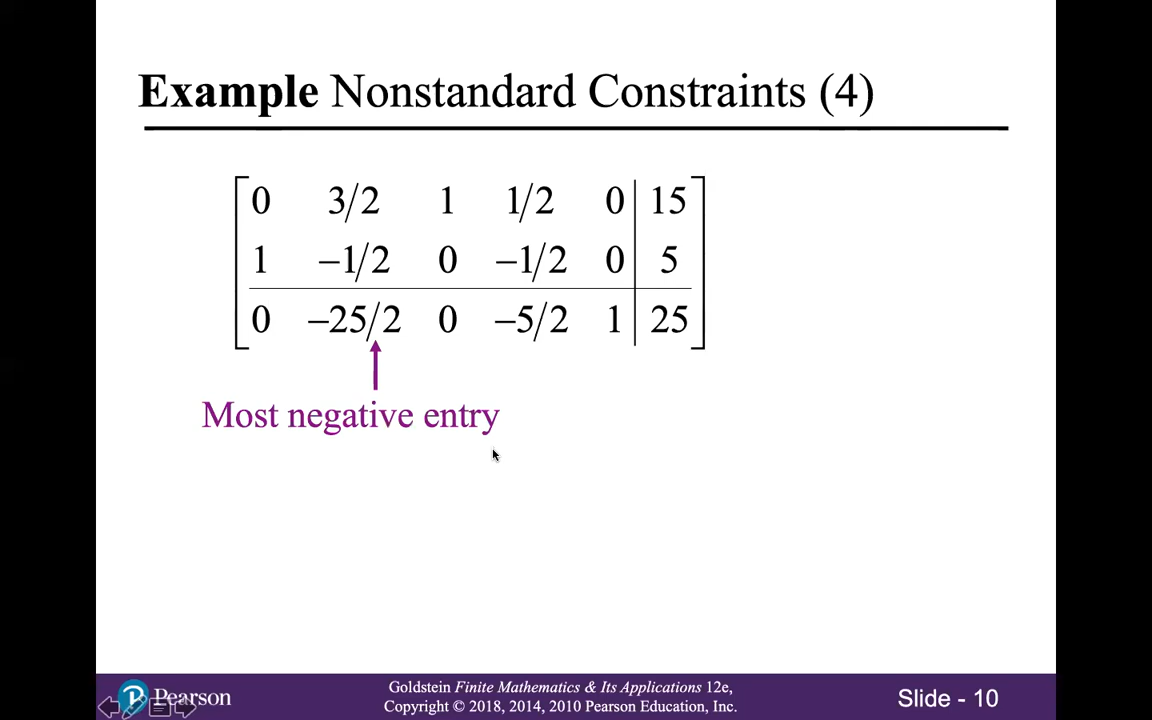 Example Nonstandard Constraints (4)
0 3/2 1 1/2 0 15
1 −1/2 0 −1/2 0 5
0 −25/2 0 −5/2 1 25
Most negative entry
Pearson
Goldstein Finite Mathematics & Its Applications 12e,
Copyright © 2018, 2014, 2010 Pearson Education, Inc.
Slide - 10